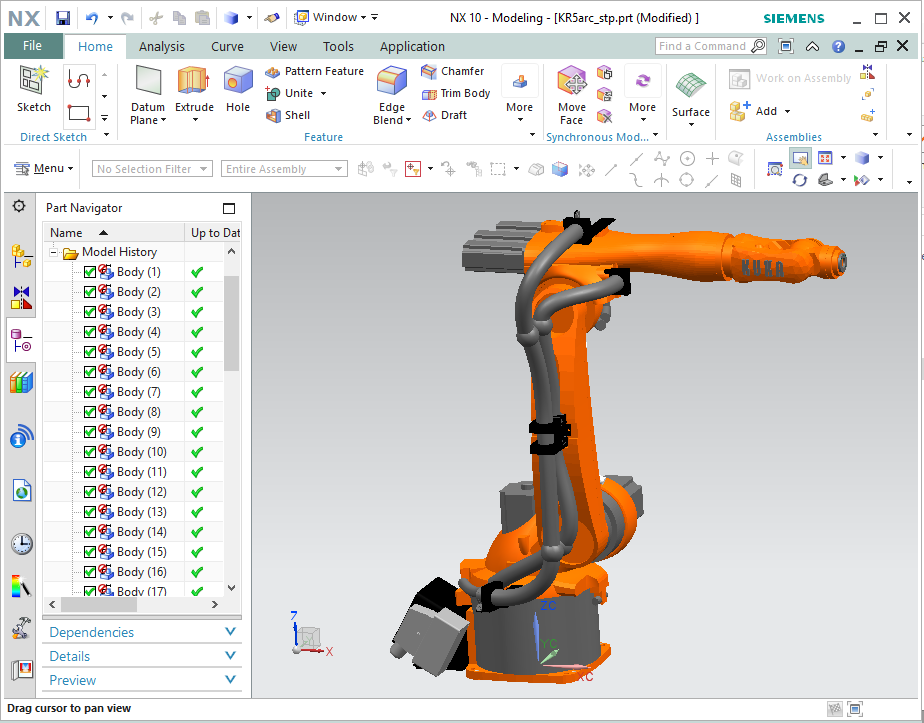 NX Window NX 10 - Modeling - [KR5arc_stp.prt (Modified) ] SIEMENS
File Home Analysis Curve View Tools Application Find a Command
Sketch Datum Plane Extrude Hole Pattern Feature Unite Shell Edge Blend Chamfer Trim Body Draft More Move Face More Surface Work on Assembly Add
Direct Sketch Feature Synchronous Mod... Assemblies
Menu No Selection Filter Entire Assembly
Part Navigator
Name Up to Dat
Model History
Body (1)
Body (2)
Body (3)
Body (4)
Body (5)
Body (6)
Body (7)
Body (8)
Body (9)
Body (10)
Body (11)
Body (12)
Body (13)
Body (14)
Body (15)
Body (16)
Body (17)
Dependencies
Details
Preview
KUKA
Z
X
ZC
YC
XC
Drag cursor to pan view